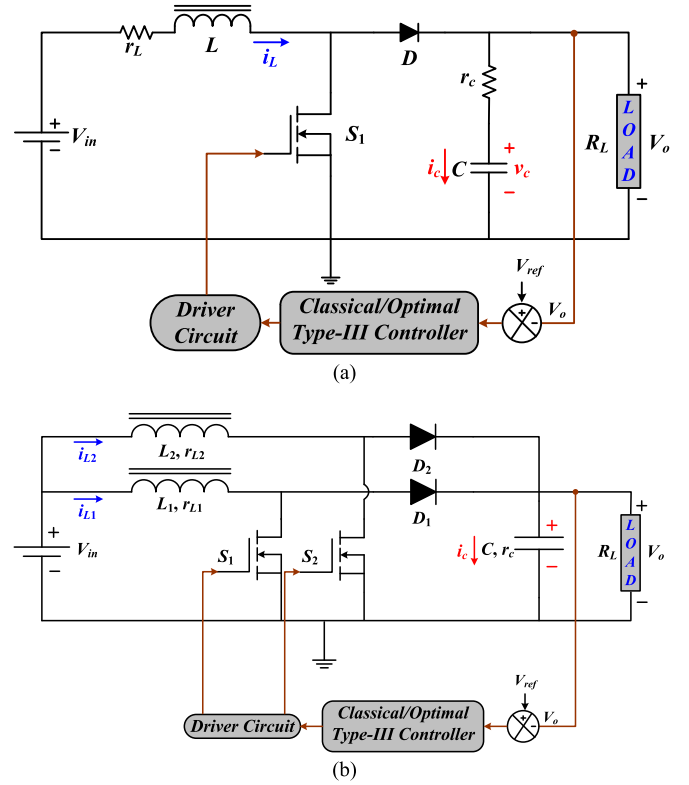 r_L
L
i_L
D
r_c
S_1
+
V_in
−
i_c
C
+
v_c
−
R_L
LOAD
+
V_o
−
V_ref
+
−
V_o
Driver
Circuit
Classical/Optimal
Type-III Controller
(a)
i_L2
L_2, r_L2
D_2
i_L1
L_1, r_L1
D_1
+
V_in
−
S_1
S_2
i_c
C, r_c
+
−
R_L
LOAD
+
V_o
−
V_ref
+
−
V_o
Driver Circuit
Classical/Optimal
Type-III Controller
(b)